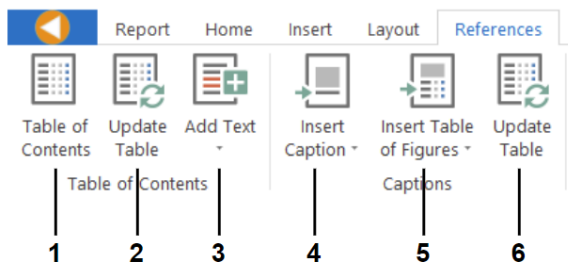 Report Home Insert Layout References
Table of Contents Update Table Add Text Insert Caption Insert Table of Figures Update Table
Table of Contents Captions
1 2 3 4 5 6